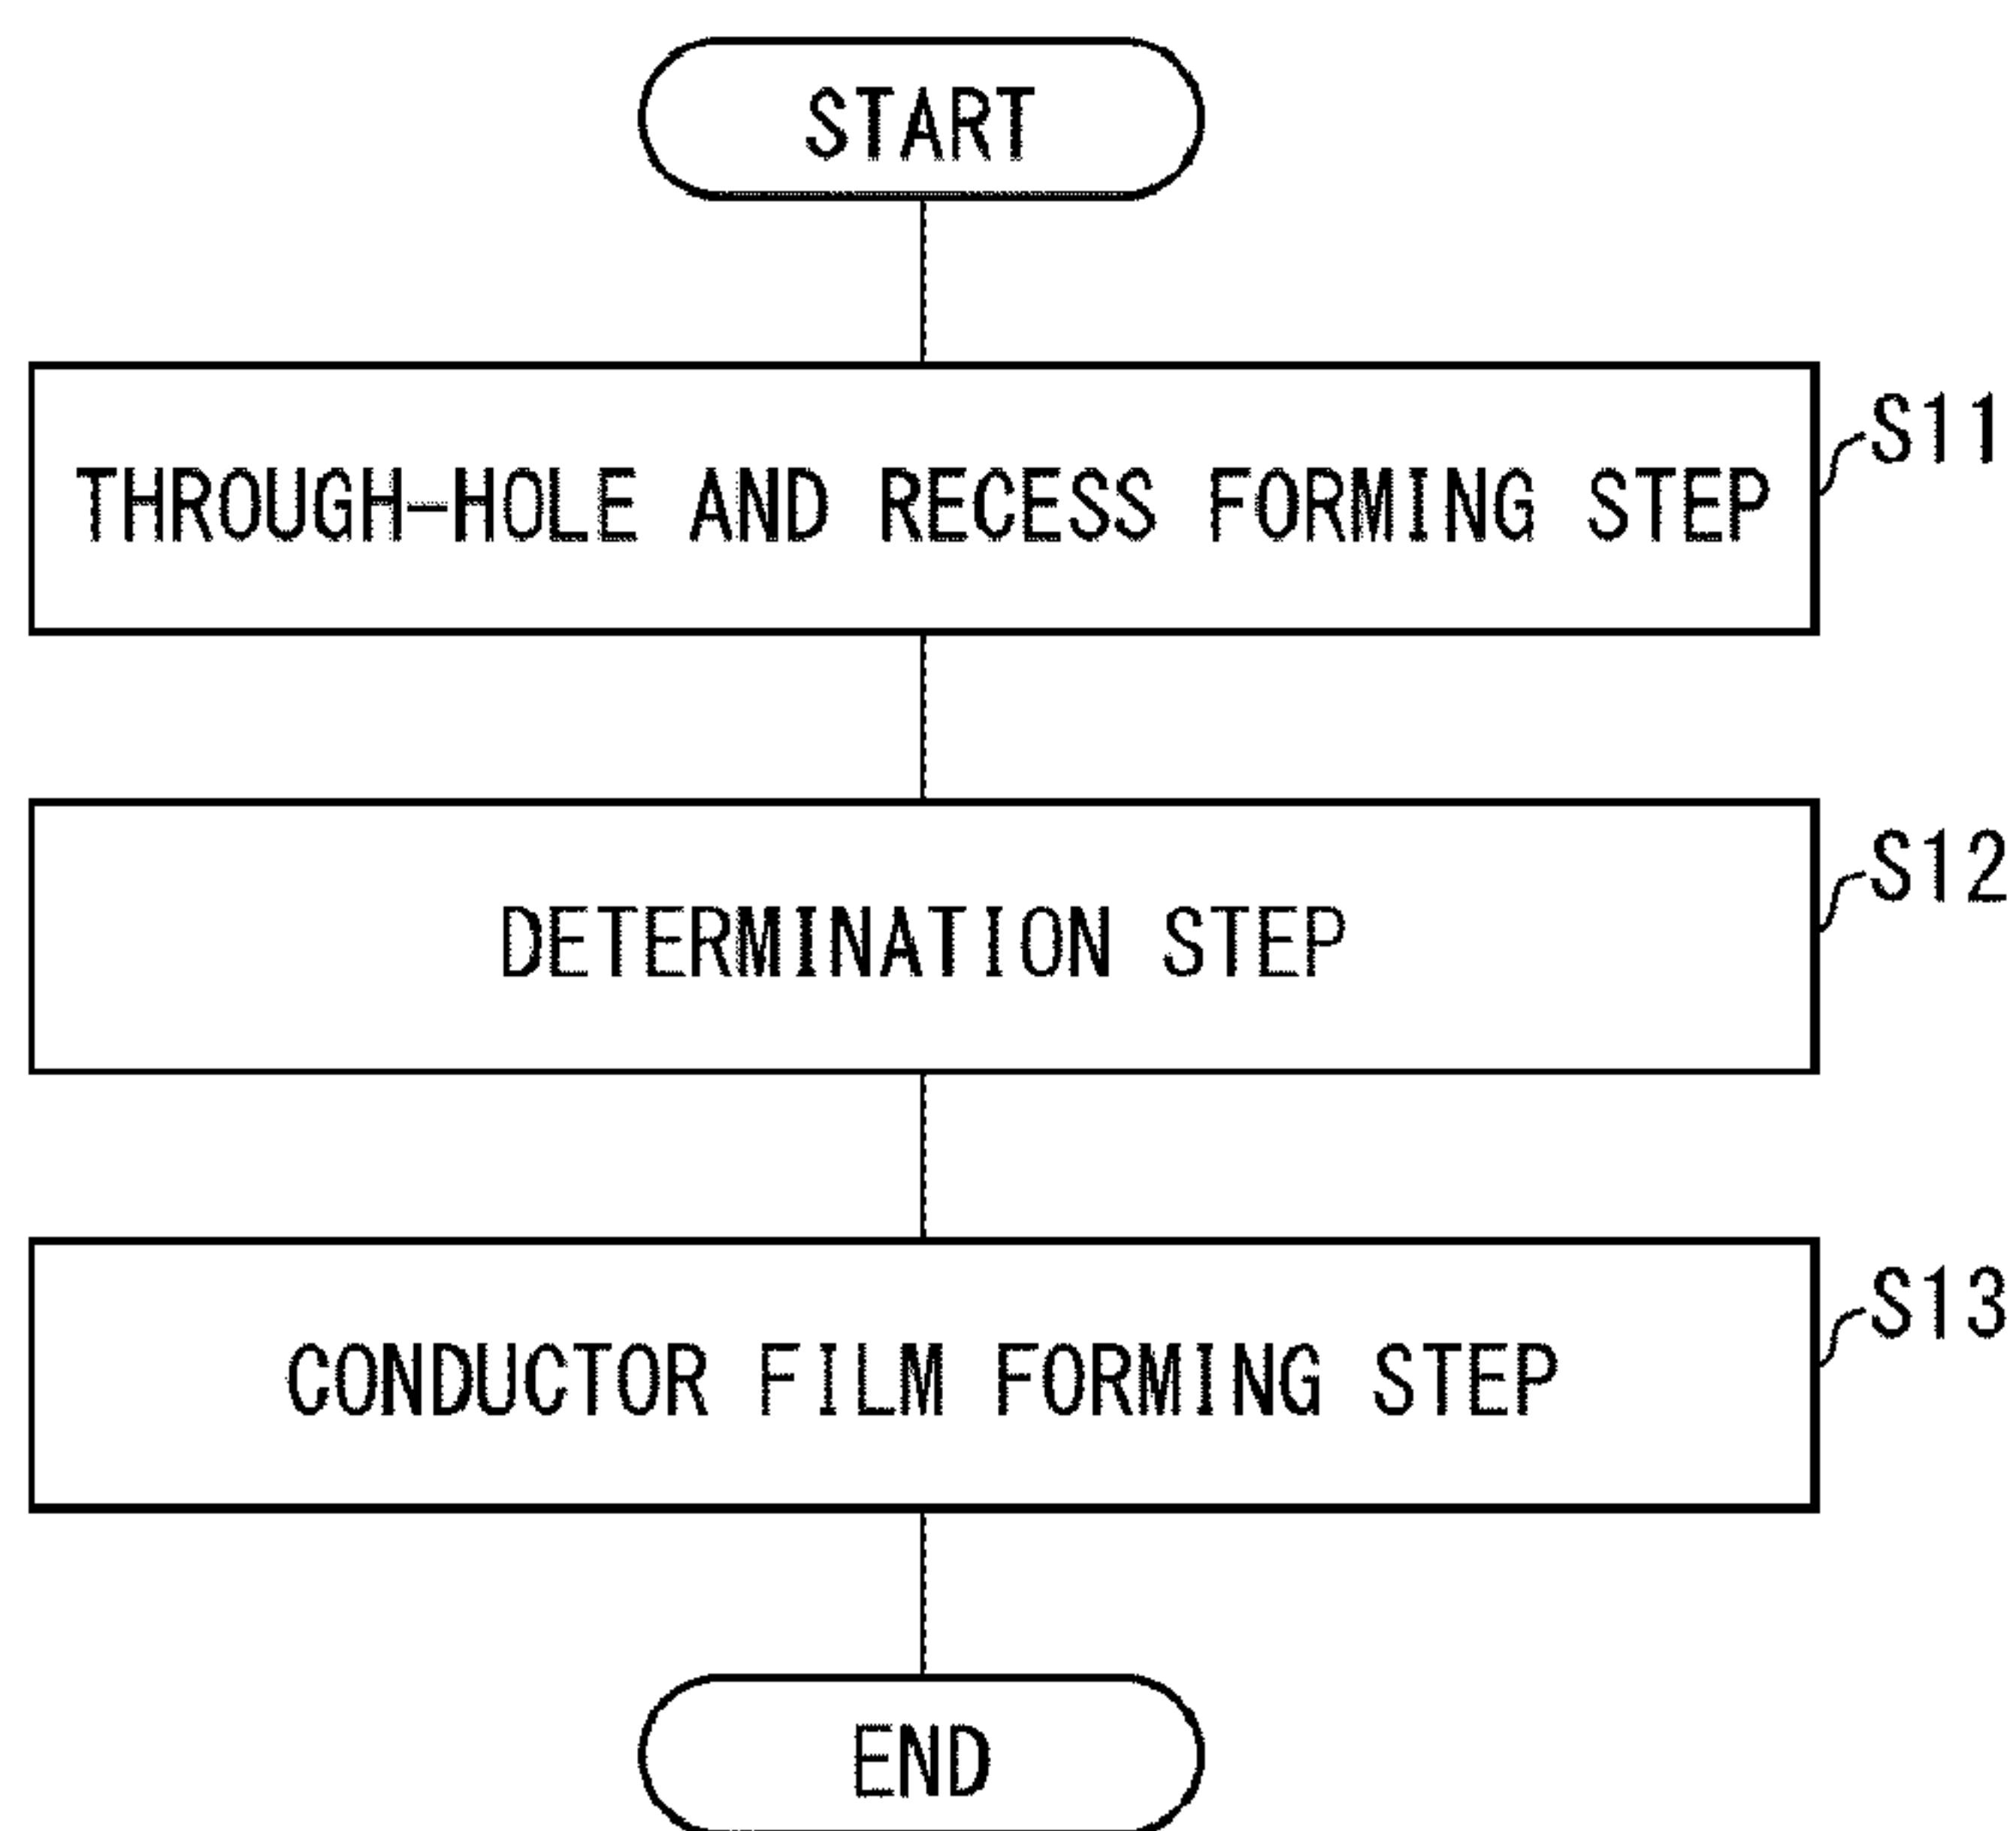 START
THROUGH-HOLE AND RECESS FORMING STEP
S11
DETERMINATION STEP
S12
CONDUCTOR FILM FORMING STEP
S13
END